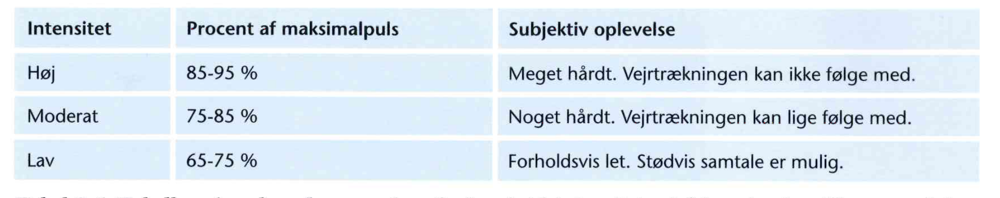 Intensitet Procent af maksimalpuls Subjektiv oplevelse
Høj 85-95 % Meget hårdt. Vejrtrækningen kan ikke følge med.
Moderat 75-85 % Noget hårdt. Vejrtrækningen kan lige følge med.
Lav 65-75 % Forholdsvis let. Stødvis samtale er mulig.